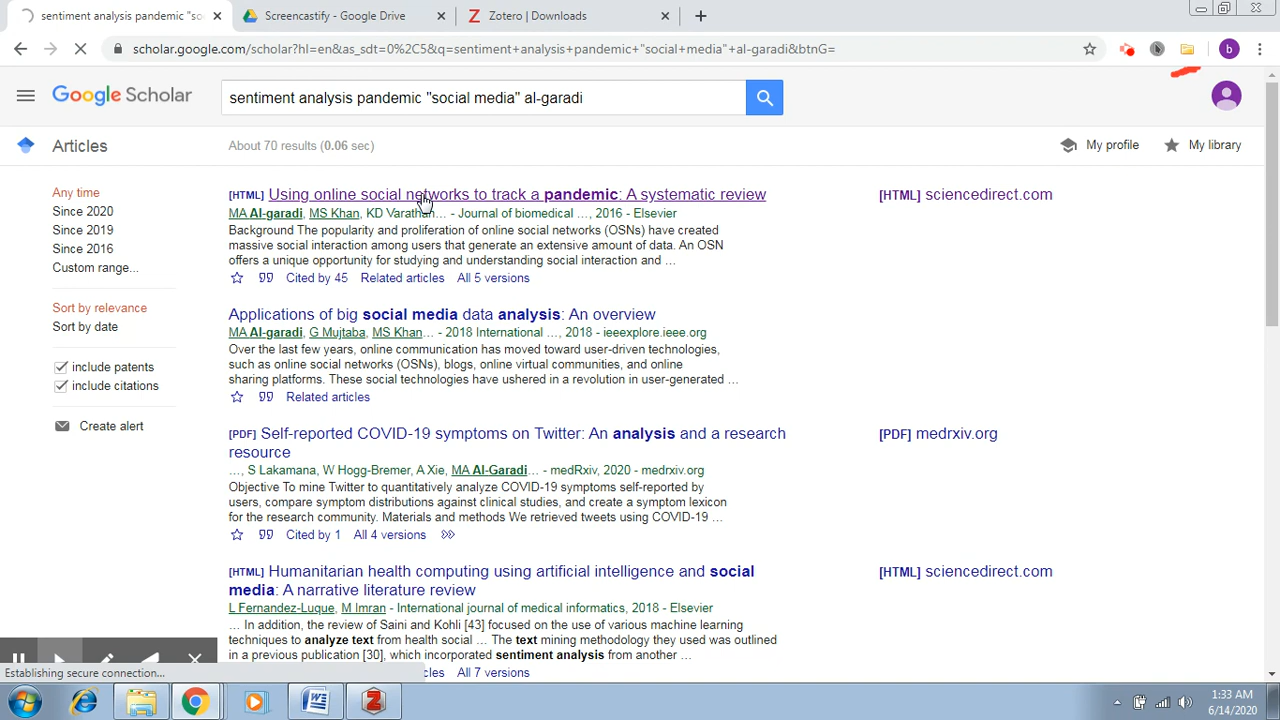 sentiment analysis pandemic "so
Screencastify - Google Drive
Zotero | Downloads
scholar.google.com/scholar?hl=en&as_sdt=0%2C5&q=sentiment+analysis+pandemic+"social+media"+al-garadi&btnG=
b
Google Scholar
sentiment analysis pandemic "social media" al-garadi
Articles
About 70 results (0.06 sec)
My profile
My library
Any time
Since 2020
Since 2019
Since 2016
Custom range...
Sort by relevance
Sort by date
include patents
include citations
Create alert
[HTML] Using online social networks to track a pandemic: A systematic review
[HTML] sciencedirect.com
MA Al-garadi, MS Khan, KD Varathan... - Journal of biomedical ..., 2016 - Elsevier
Background The popularity and proliferation of online social networks (OSNs) have created
massive social interaction among users that generate an extensive amount of data. An OSN
offers a unique opportunity for studying and understanding social interaction and ...
Cited by 45 Related articles All 5 versions
Applications of big social media data analysis: An overview
MA Al-garadi, G Mujtaba, MS Khan... - 2018 International ..., 2018 - ieeexplore.ieee.org
Over the last few years, online communication has moved toward user-driven technologies,
such as online social networks (OSNs), blogs, online virtual communities, and online
sharing platforms. These social technologies have ushered in a revolution in user-generated ...
Related articles
[PDF] Self-reported COVID-19 symptoms on Twitter: An analysis and a research
resource
[PDF] medrxiv.org
..., S Lakamana, W Hogg-Bremer, A Xie, MA Al-Garadi... - medRxiv, 2020 - medrxiv.org
Objective To mine Twitter to quantitatively analyze COVID-19 symptoms self-reported by
users, compare symptom distributions against clinical studies, and create a symptom lexicon
for the research community. Materials and methods We retrieved tweets using COVID-19 ...
Cited by 1 All 4 versions
[HTML] Humanitarian health computing using artificial intelligence and social
media: A narrative literature review
[HTML] sciencedirect.com
L Fernandez-Luque, M Imran - International journal of medical informatics, 2018 - Elsevier
... In addition, the review of Saini and Kohli [43] focused on the use of various machine learning
techniques to analyze text from health social ... The text mining methodology they used was outlined
in a previous publication [30], which incorporated sentiment analysis from another ...
cles All 7 versions
Establishing secure connection...
1:33 AM
6/14/2020